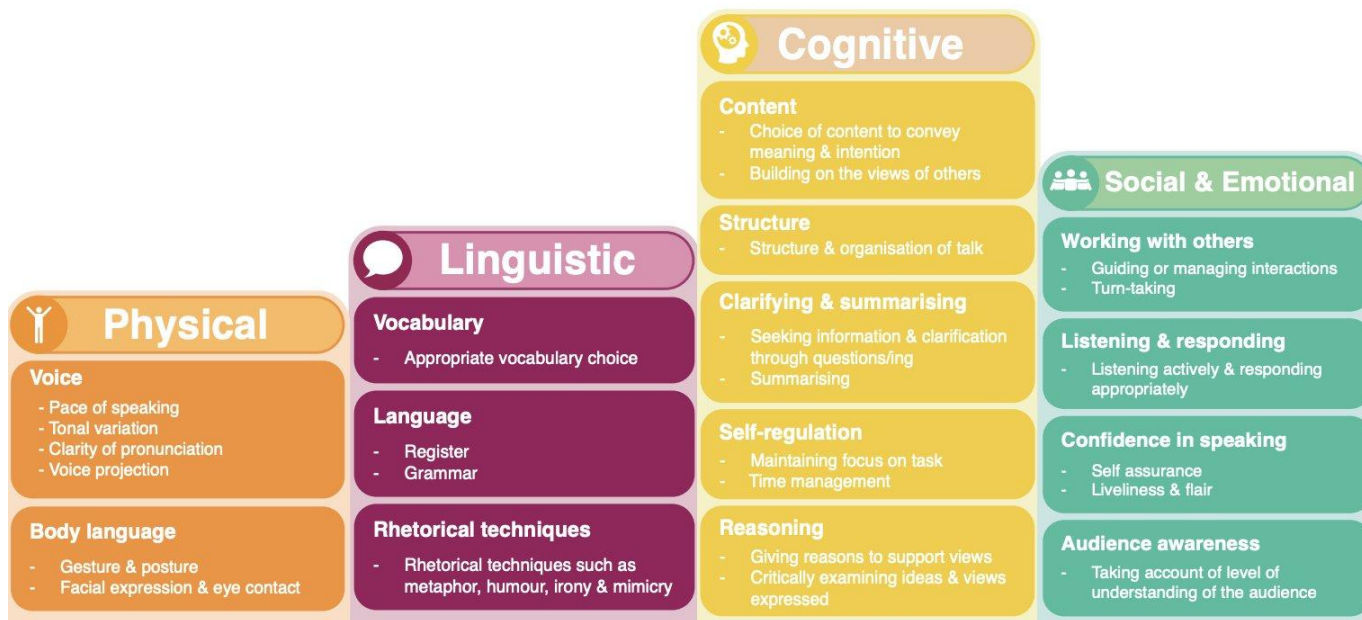 Physical
Voice
- Pace of speaking
- Tonal variation
- Clarity of pronunciation
- Voice projection
Body language
- Gesture & posture
- Facial expression & eye contact
Linguistic
Vocabulary
- Appropriate vocabulary choice
Language
- Register
- Grammar
Rhetorical techniques
- Rhetorical techniques such as
metaphor, humour, irony & mimicry
Cognitive
Content
- Choice of content to convey
meaning & intention
- Building on the views of others
Structure
- Structure & organisation of talk
Clarifying & summarising
- Seeking information & clarification
through questions/ing
- Summarising
Self-regulation
- Maintaining focus on task
- Time management
Reasoning
- Giving reasons to support views
- Critically examining ideas & views
expressed
Social & Emotional
Working with others
- Guiding or managing interactions
- Turn-taking
Listening & responding
- Listening actively & responding
appropriately
Confidence in speaking
- Self assurance
- Liveliness & flair
Audience awareness
- Taking account of level of
understanding of the audience